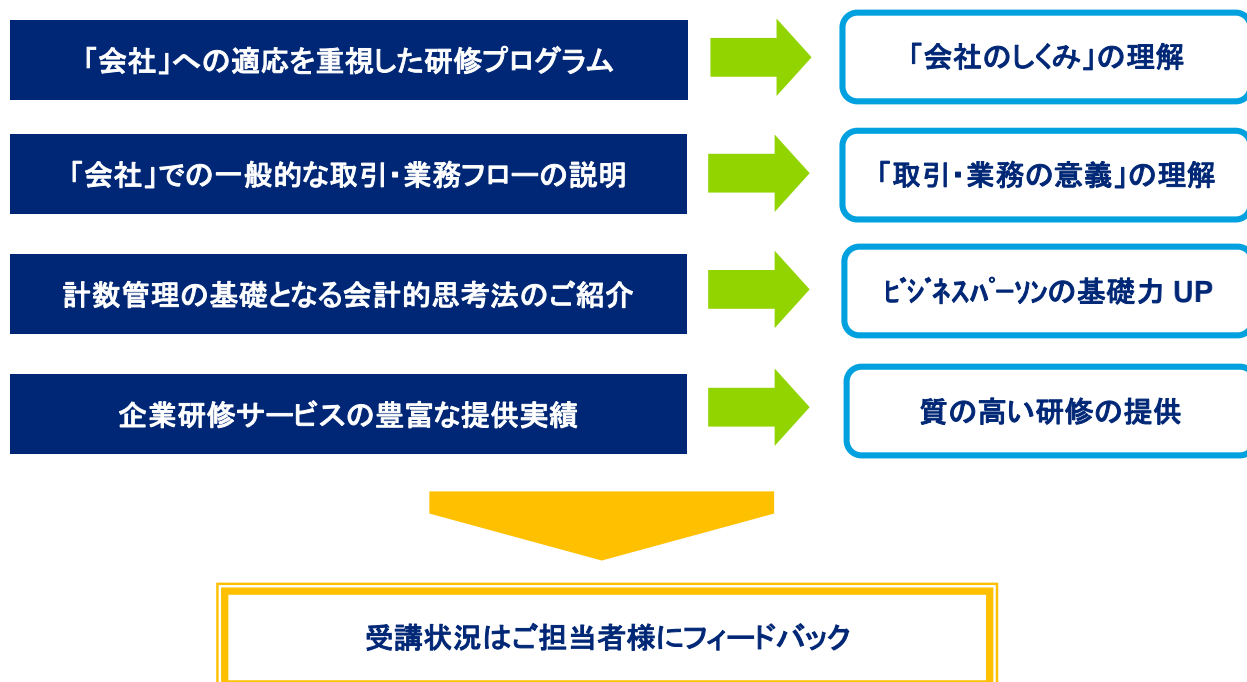 「会社」への適応を重視した研修プログラム
「会社のしくみ」の理解
「会社」での一般的な取引・業務フローの説明
「取引・業務の意義」の理解
計数管理の基礎となる会計的思考法のご紹介
ﾋﾞｼﾞﾈｽﾊﾟｰｿﾝの基礎力 UP
企業研修サービスの豊富な提供実績
質の高い研修の提供
受講状況はご担当者様にフィードバック